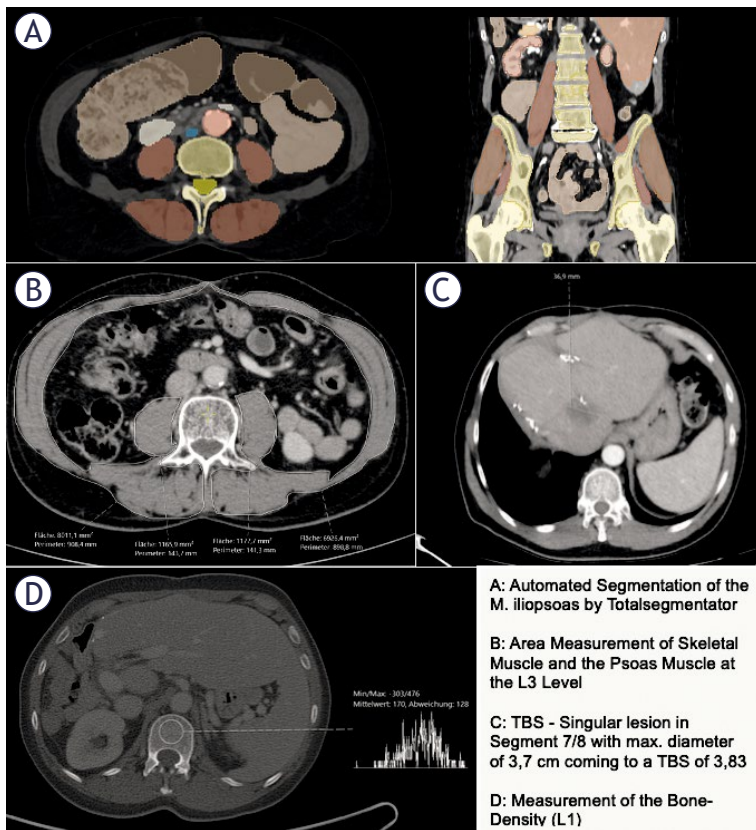 A
B
C
36,9 mm
Fläche: 8011,1 mm²
Perimeter: 908,4 mm
Fläche: 1165,9 mm²
Perimeter: 143,7 mm
Fläche: 1177,7 mm²
Perimeter: 141,3 mm
Fläche: 6926,4 mm²
Perimeter: 898,8 mm
D
Min/Max: -303/476
Mittelwert: 170, Abweichung: 128
A: Automated Segmentation of the
M. iliopsoas by Totalsegmentator
B: Area Measurement of Skeletal
Muscle and the Psoas Muscle at
the L3 Level
C: TBS - Singular lesion in
Segment 7/8 with max. diameter
of 3,7 cm coming to a TBS of 3,83
D: Measurement of the Bone-
Density (L1)